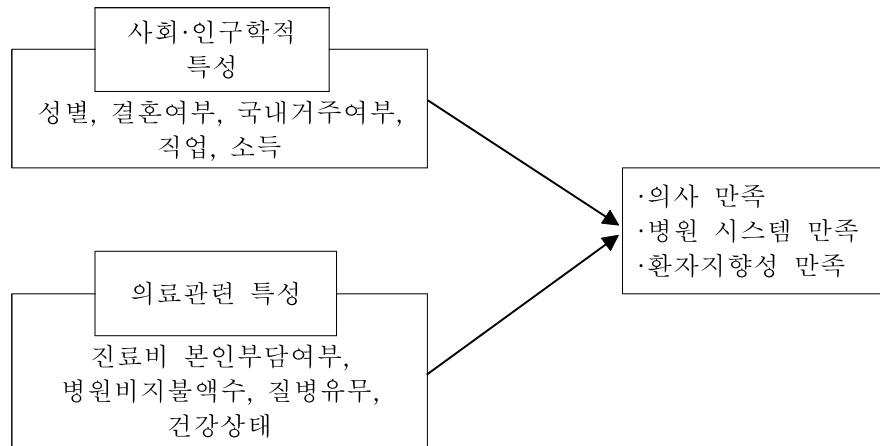 사회·인구학적
특성
성별, 결혼여부, 국내거주여부,
직업, 소득
의료관련 특성
진료비 본인부담여부,
병원비지불액수, 질병유무,
건강상태
·의사 만족
·병원 시스템 만족
·환자지향성 만족